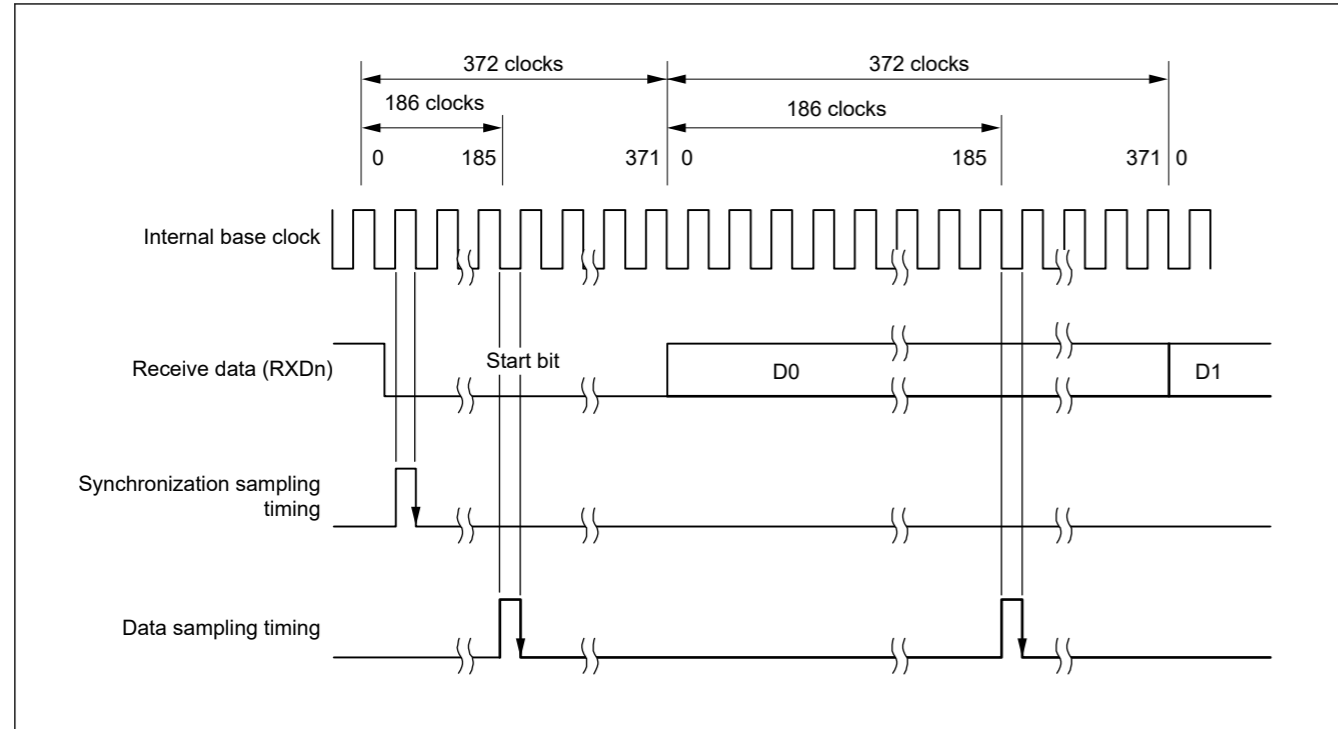 372 clocks 372 clocks
186 clocks 186 clocks
0 185 371 0 185 371 0
Internal base clock
Receive data (RXDn) Start bit D0 D1
Synchronization sampling
timing
Data sampling timing